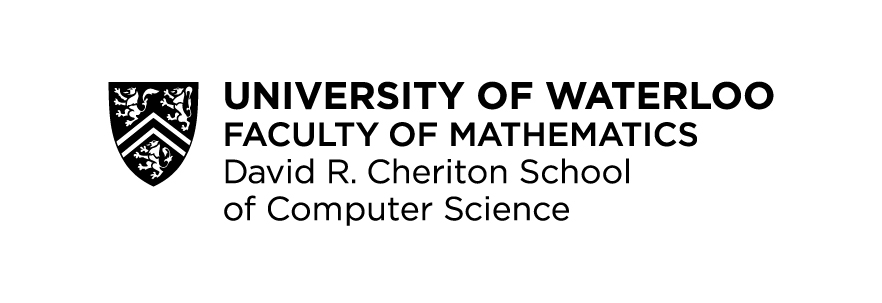 UNIVERSITY OF WATERLOO
FACULTY OF MATHEMATICS
David R. Cheriton School
of Computer Science